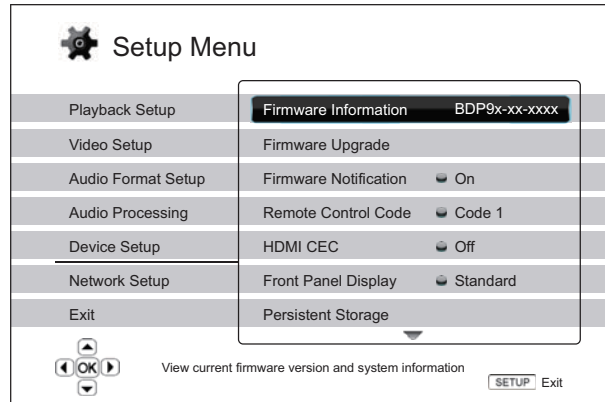 Setup Menu
Playback Setup
Video Setup
Audio Format Setup
Audio Processing
Device Setup
Network Setup
Exit
Firmware Information BDP9x-xx-xxxx
Firmware Upgrade
Firmware Notification On
Remote Control Code Code 1
HDMI CEC Off
Front Panel Display Standard
Persistent Storage
OK
View current firmware version and system information
SETUP Exit